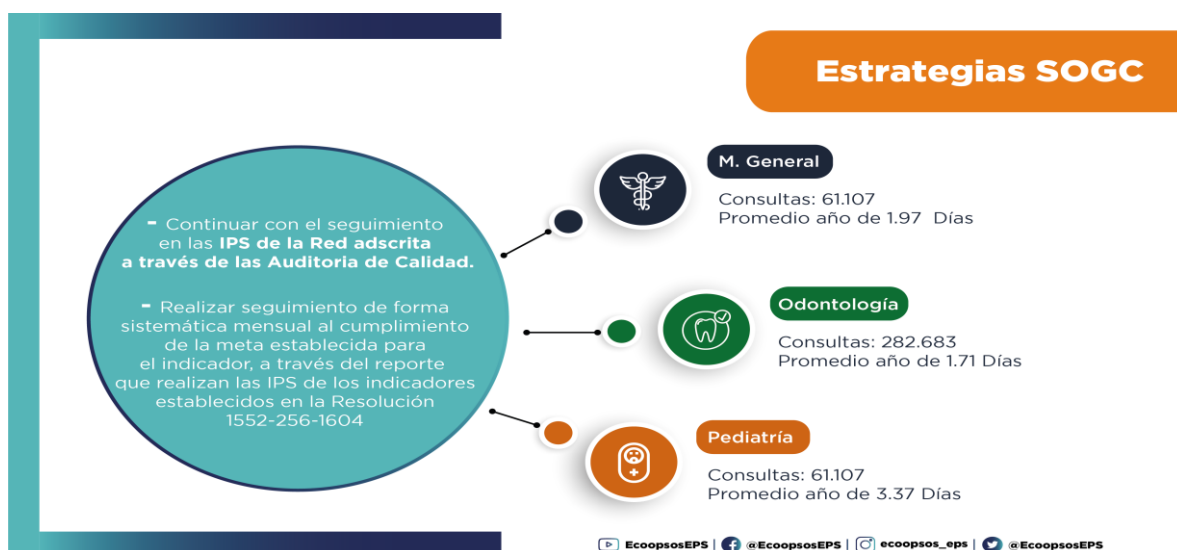 Estrategias SOGC
- Continuar con el seguimiento
en las IPS de la Red adscrita
a través de las Auditoria de Calidad.
- Realizar seguimiento de forma
sistemática mensual al cumplimiento
de la meta establecida para
el indicador, a través del reporte
que realizan las IPS de los indicadores
establecidos en la Resolución
1552-256-1604
M. General
Consultas: 61.107
Promedio año de 1.97 Días
Odontología
Consultas: 282.683
Promedio año de 1.71 Días
Pediatría
Consultas: 61.107
Promedio año de 3.37 Días
EcoopsosEPS | @EcoopsosEPS | ecoopsos_eps | @EcoopsosEPS